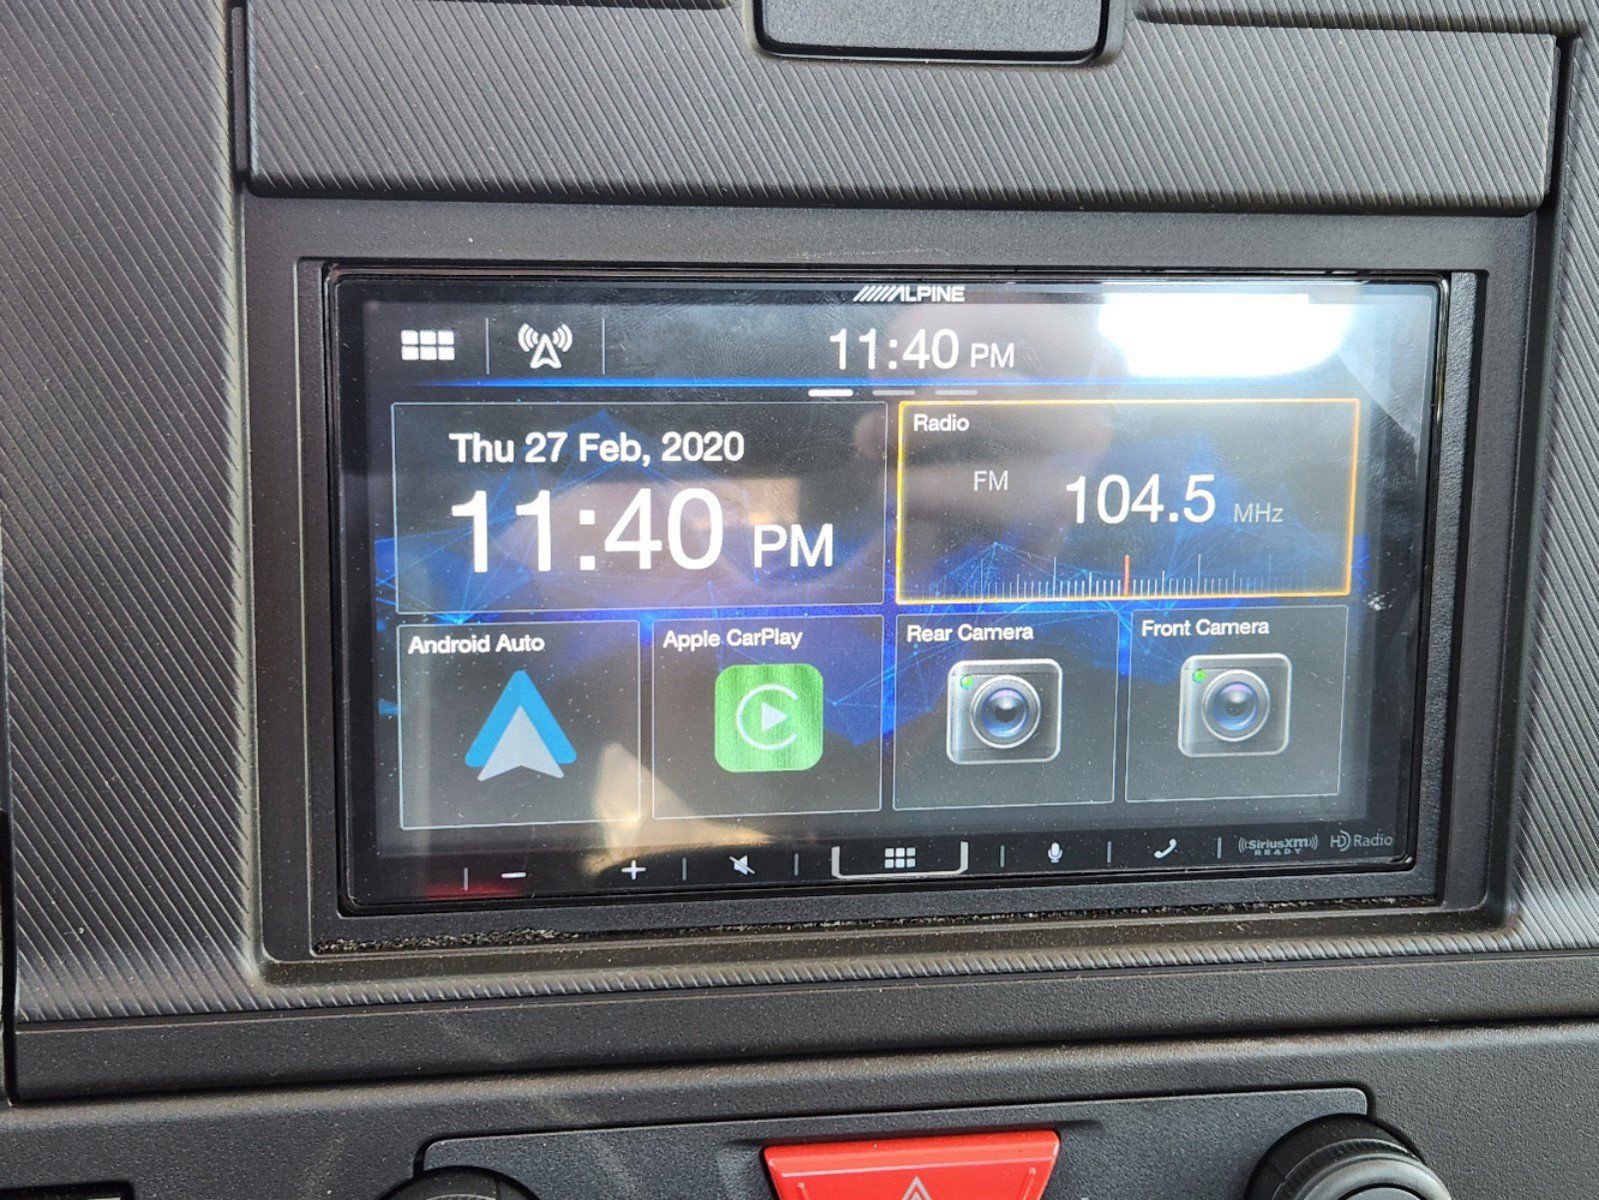 ALPINE
11:40 PM
Thu 27 Feb, 2020
11:40 PM
Radio
FM 104.5 MHz
Android Auto
Apple CarPlay
Rear Camera
Front Camera
SiriusXM HD Radio
READY